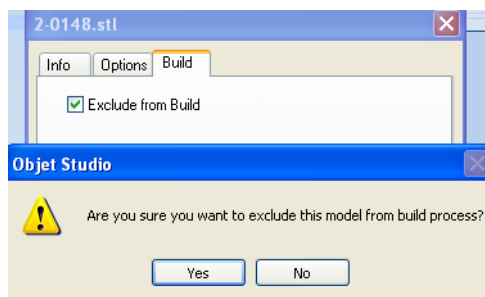 2-0148.stl
Info Options Build
Exclude from Build
Objet Studio
Are you sure you want to exclude this model from build process?
Yes No